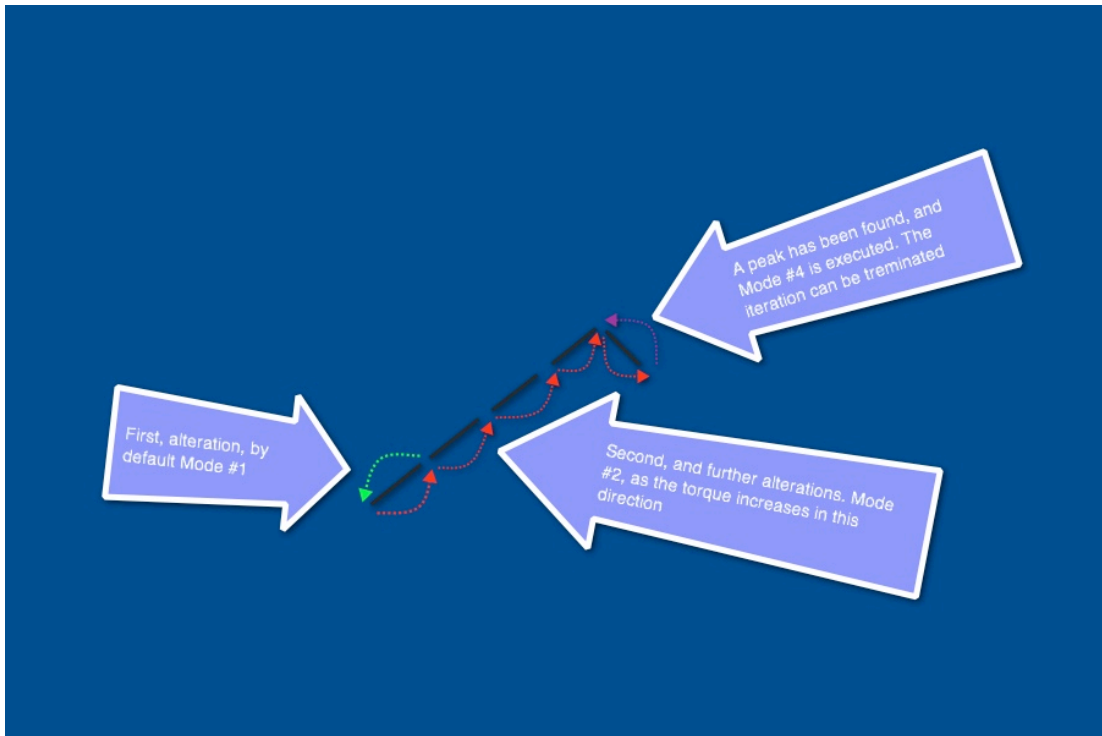 First, alteration, by
default Mode #1
A peak has been found, and
Mode #4 is executed. The
iteration can be treminated
Second, and further alterations. Mode
#2, as the torque increases in this
direction